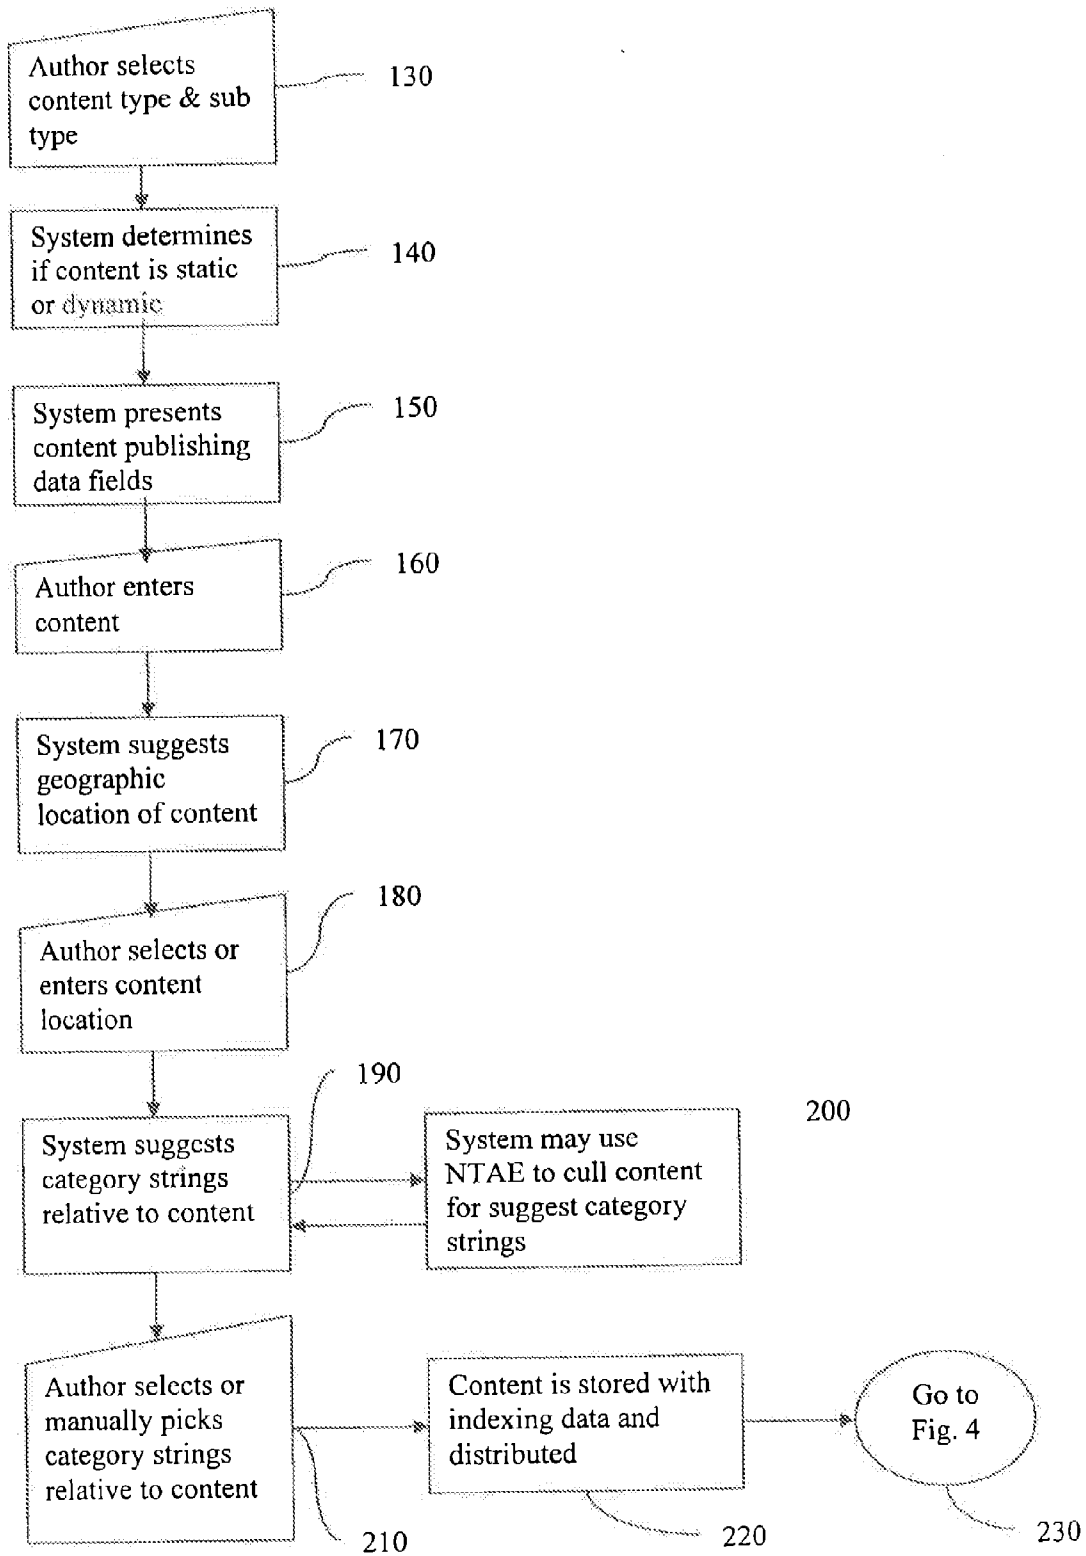 Author selects
content type & sub
type
130
System determines
if content is static
or dynamic
140
System presents
content publishing
data fields
150
Author enters
content
160
System suggests
geographic
location of content
170
Author selects or
enters content
location
180
System suggests
category strings
relative to content
190
System may use
NTAE to cull content
for suggest category
strings
200
Author selects or
manually picks
category strings
relative to content
210
Content is stored with
indexing data and
distributed
220
Go to
Fig. 4
230